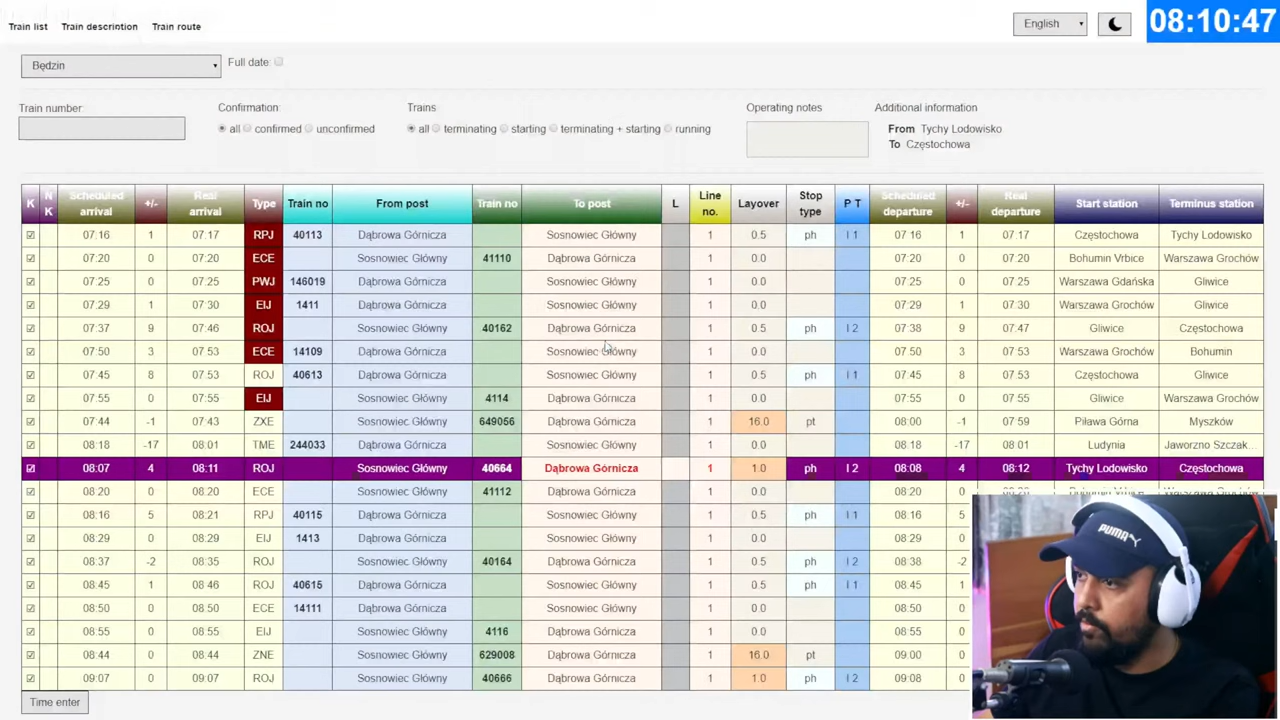 Train list Train description Train route English 08:10:47
Będzin Full date:
Train number: Confirmation: Trains Operating notes Additional information
all confirmed unconfirmed all terminating starting terminating + starting running From Tychy Lodowisko
To Częstochowa
K N K Scheduled arrival +/- Real arrival Type Train no From post Train no To post L Line no. Layover Stop type P T Scheduled departure +/- Real departure Start station Terminus station
07:16 1 07:17 RPJ 40113 Dąbrowa Górnicza Sosnowiec Główny 1 0.5 ph I 1 07:16 1 07:17 Częstochowa Tychy Lodowisko
07:20 0 07:20 ECE Sosnowiec Główny 41110 Dąbrowa Górnicza 1 0.0 07:20 0 07:20 Bohumin Vrbice Warszawa Grochów
07:25 0 07:25 PWJ 146019 Dąbrowa Górnicza Sosnowiec Główny 1 0.0 07:25 0 07:25 Warszawa Gdańska Gliwice
07:29 1 07:30 EIJ 1411 Dąbrowa Górnicza Sosnowiec Główny 1 0.0 07:29 1 07:30 Warszawa Grochów Gliwice
07:37 9 07:46 ROJ Sosnowiec Główny 40162 Dąbrowa Górnicza 1 0.5 ph I 2 07:38 9 07:47 Gliwice Częstochowa
07:50 3 07:53 ECE 14109 Dąbrowa Górnicza Sosnowiec Główny 1 0.0 07:50 3 07:53 Warszawa Grochów Bohumin
07:45 8 07:53 ROJ 40613 Dąbrowa Górnicza Sosnowiec Główny 1 0.5 ph I 1 07:45 8 07:53 Częstochowa Gliwice
07:55 0 07:55 EIJ Sosnowiec Główny 4114 Dąbrowa Górnicza 1 0.0 07:55 0 07:55 Gliwice Warszawa Grochów
07:44 -1 07:43 ZXE Sosnowiec Główny 649056 Dąbrowa Górnicza 1 16.0 pt 08:00 -1 07:59 Piława Górna Myszków
08:18 -17 08:01 TME 244033 Dąbrowa Górnicza Sosnowiec Główny 1 0.0 08:18 -17 08:01 Ludynia Jaworzno Szczak...
08:07 4 08:11 ROJ Sosnowiec Główny 40664 Dąbrowa Górnicza 1 1.0 ph I 2 08:08 4 08:12 Tychy Lodowisko Częstochowa
08:20 0 08:20 ECE Sosnowiec Główny 41112 Dąbrowa Górnicza 1 0.0 08:20 0 08:20 Bohumin Vrbice Warszawa Grochów
08:16 5 08:21 RPJ 40115 Dąbrowa Górnicza Sosnowiec Główny 1 0.5 ph I 1 08:16 5
08:29 0 08:29 EIJ 1413 Dąbrowa Górnicza Sosnowiec Główny 1 0.0 08:29 0
08:37 -2 08:35 ROJ Sosnowiec Główny 40164 Dąbrowa Górnicza 1 0.5 ph I 2 08:38 -2
08:45 1 08:46 ROJ 40615 Dąbrowa Górnicza Sosnowiec Główny 1 0.5 ph I 1 08:45 1
08:50 0 08:50 ECE 14111 Dąbrowa Górnicza Sosnowiec Główny 1 0.0 08:50 0
08:55 0 08:55 EIJ Sosnowiec Główny 4116 Dąbrowa Górnicza 1 0.0 08:55 0
08:44 0 08:44 ZNE Sosnowiec Główny 629008 Dąbrowa Górnicza 1 16.0 pt 09:00 0
09:07 0 09:07 ROJ Sosnowiec Główny 40666 Dąbrowa Górnicza 1 1.0 ph I 2 09:08 0
Time enter
PUMA